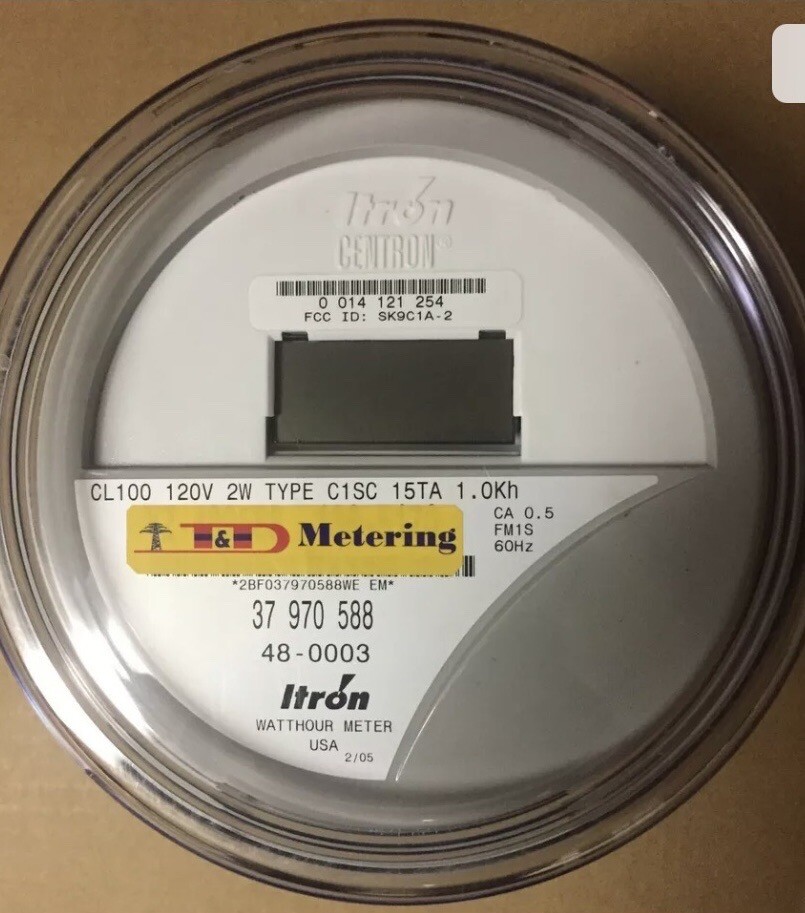 Itron
CENTRON®
0 014 121 254
FCC ID: SK9C1A-2
CL100 120V 2W TYPE C1SC 15TA 1.0Kh
T&D Metering
CA 0.5
FM1S
60Hz
*2BF037970588WE EM*
37 970 588
48-0003
Itron
WATTHOUR METER
USA
2/05